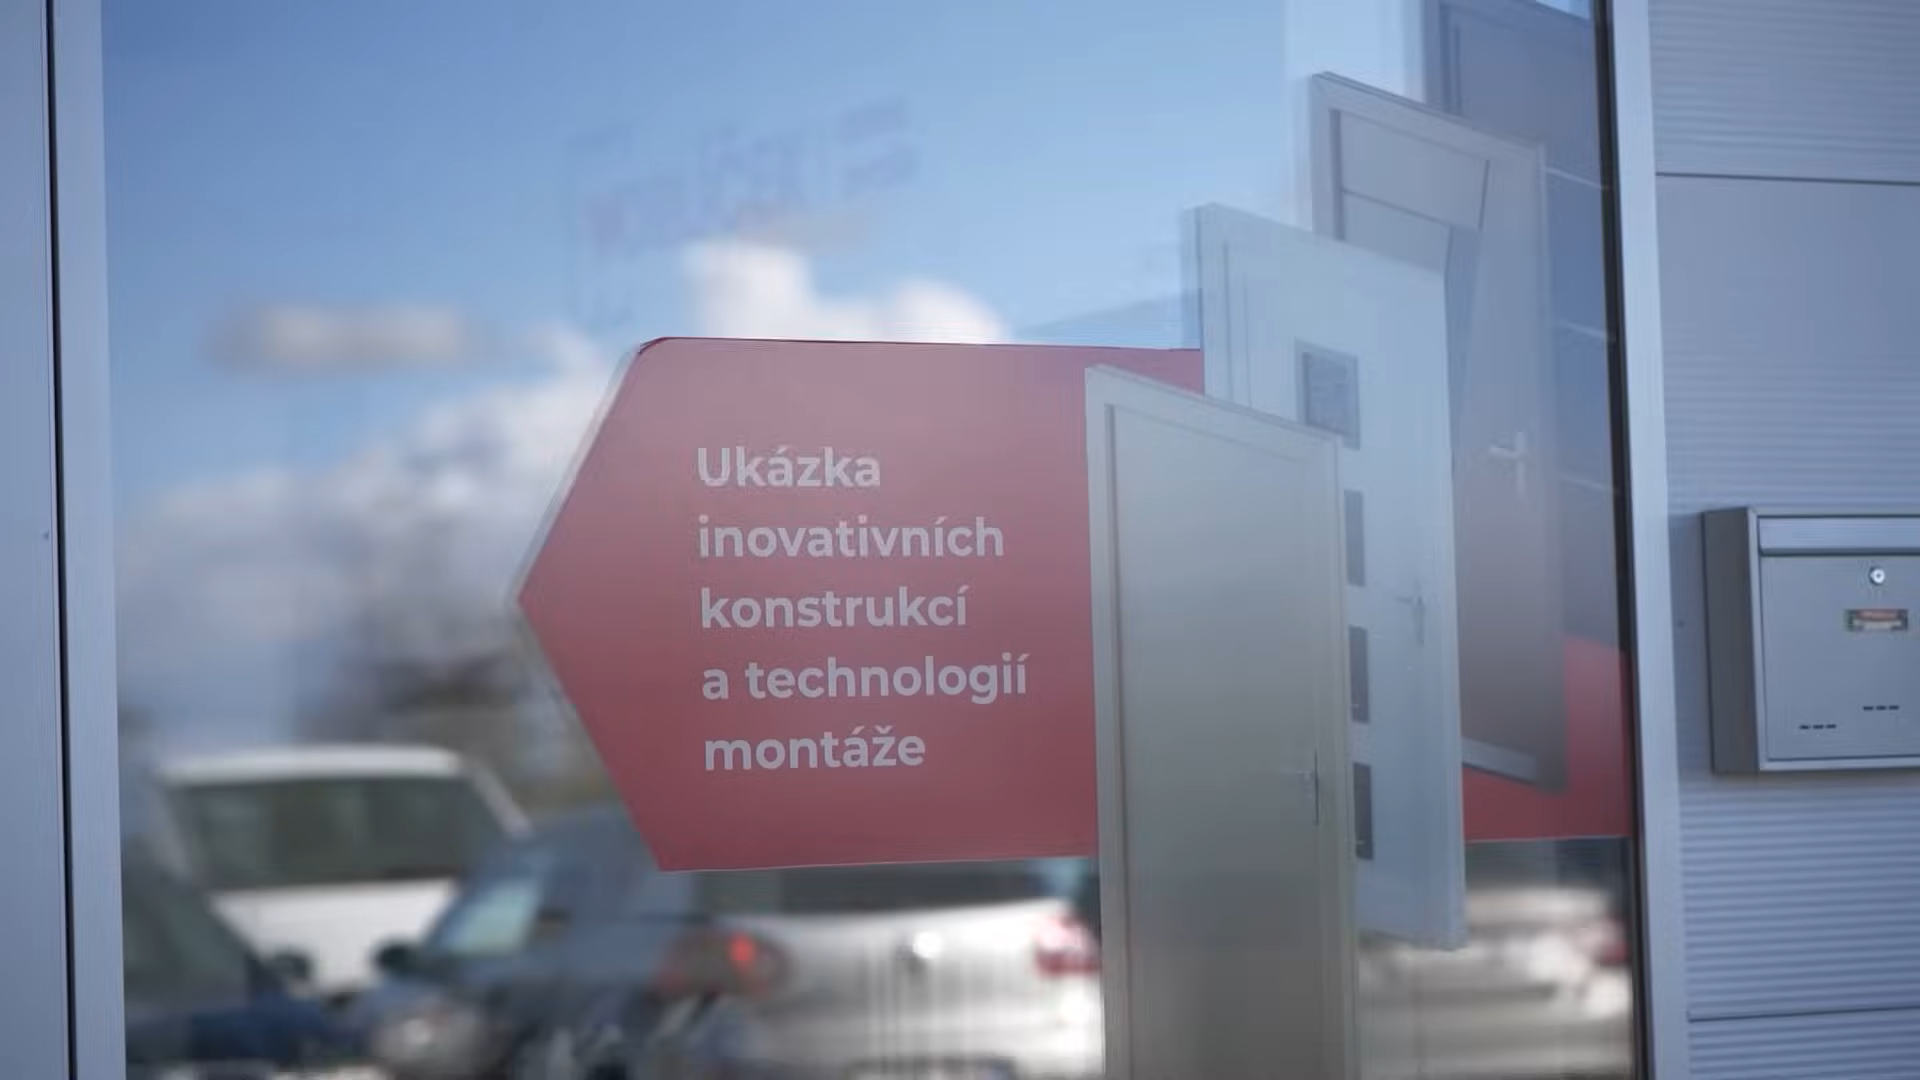 Ukázka
inovativních
konstrukcí
a technologií
montáže